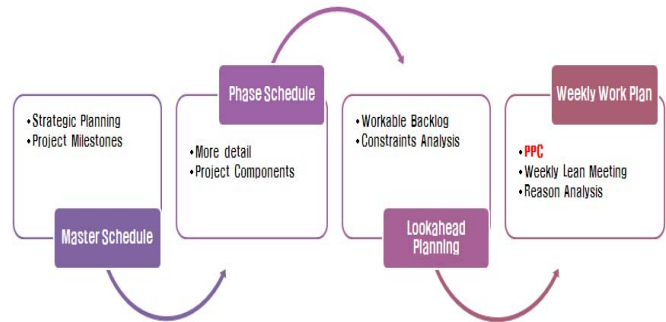 • Strategic Planning
• Project Milestones
Master Schedule
Phase Schedule
• More detail
• Project Components
• Workable Backlog
• Constraints Analysis
Lookahead
Planning
Weekly Work Plan
• PPC
• Weekly Lean Meeting
• Reason Analysis